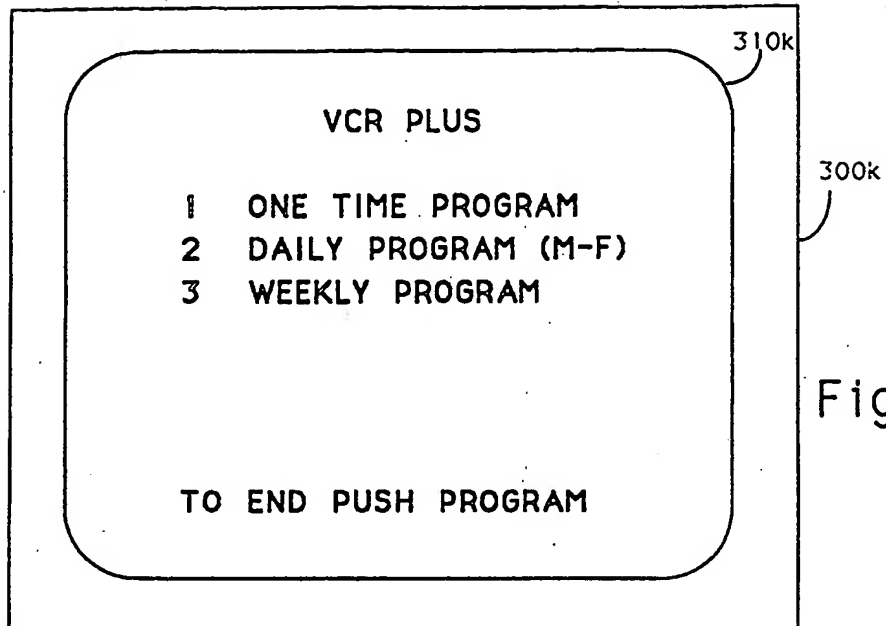 310k
VCR PLUS
300k
1 ONE TIME PROGRAM
2 DAILY PROGRAM (M-F)
3 WEEKLY PROGRAM
Fig
TO END PUSH PROGRAM